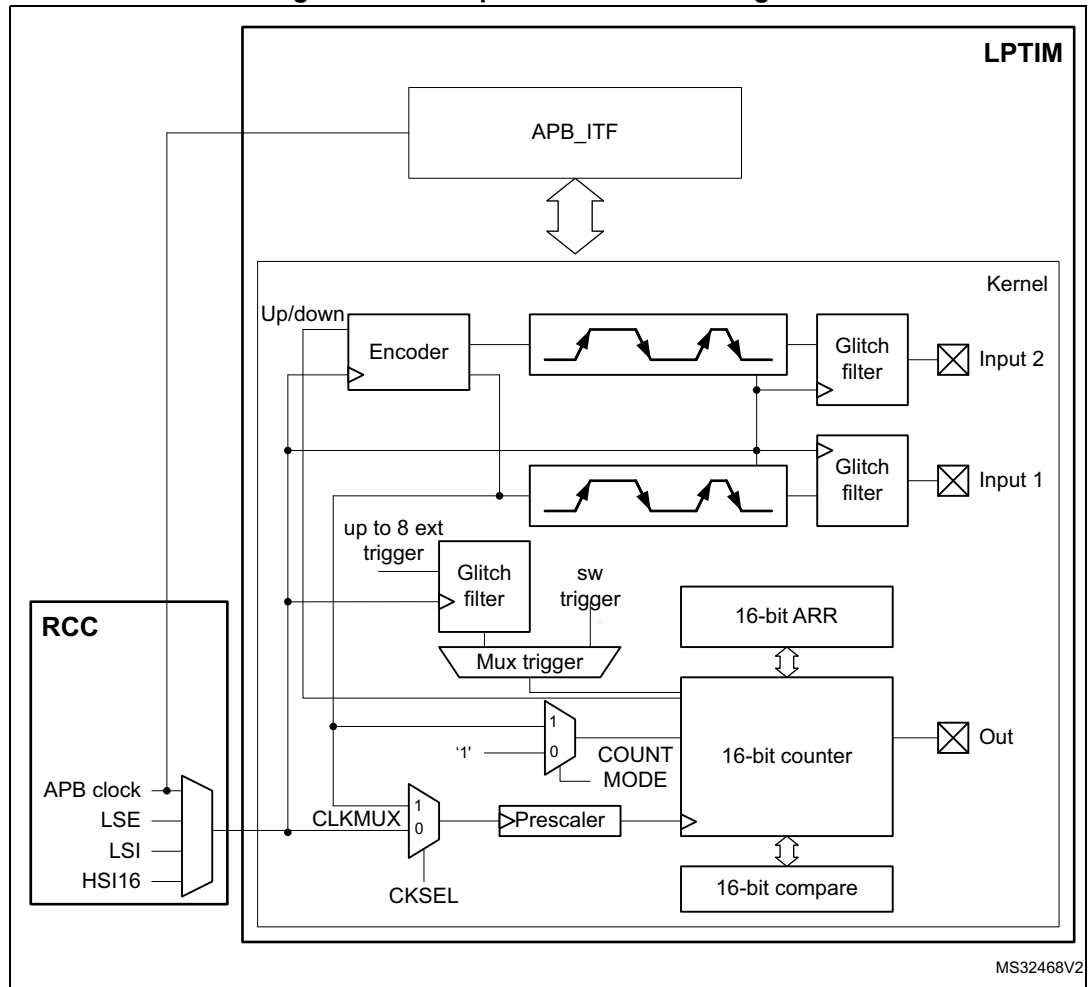 LPTIM
APB_ITF
Kernel
Up/down
Encoder
Glitch
filter
Input 2
Glitch
filter
Input 1
up to 8 ext
trigger
Glitch
filter
sw
trigger
Mux trigger
16-bit ARR
RCC
1
'1'
0
COUNT
MODE
16-bit counter
Out
APB clock
LSE
LSI
HSI16
CLKMUX
1
0
Prescaler
CKSEL
16-bit compare
MS32468V2